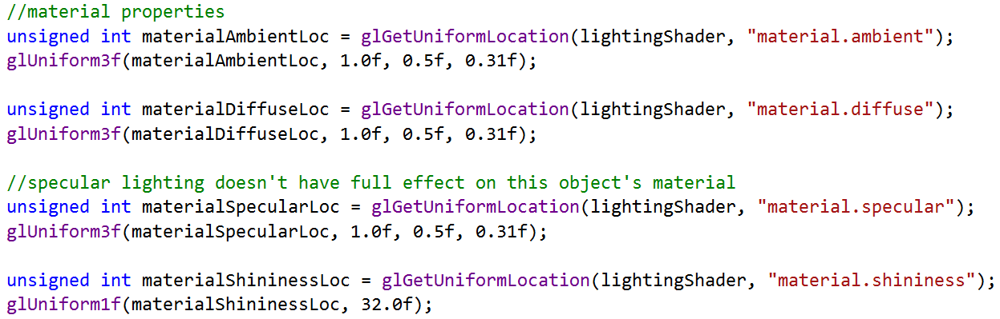 //material properties
unsigned int materialAmbientLoc = glGetUniformLocation(lightingShader, "material.ambient");
glUniform3f(materialAmbientLoc, 1.0f, 0.5f, 0.31f);
unsigned int materialDiffuseLoc = glGetUniformLocation(lightingShader, "material.diffuse");
glUniform3f(materialDiffuseLoc, 1.0f, 0.5f, 0.31f);
//specular lighting doesn't have full effect on this object's material
unsigned int materialSpecularLoc = glGetUniformLocation(lightingShader, "material.specular");
glUniform3f(materialSpecularLoc, 1.0f, 0.5f, 0.31f);
unsigned int materialShininessLoc = glGetUniformLocation(lightingShader, "material.shininess");
glUniform1f(materialShininessLoc, 32.0f);